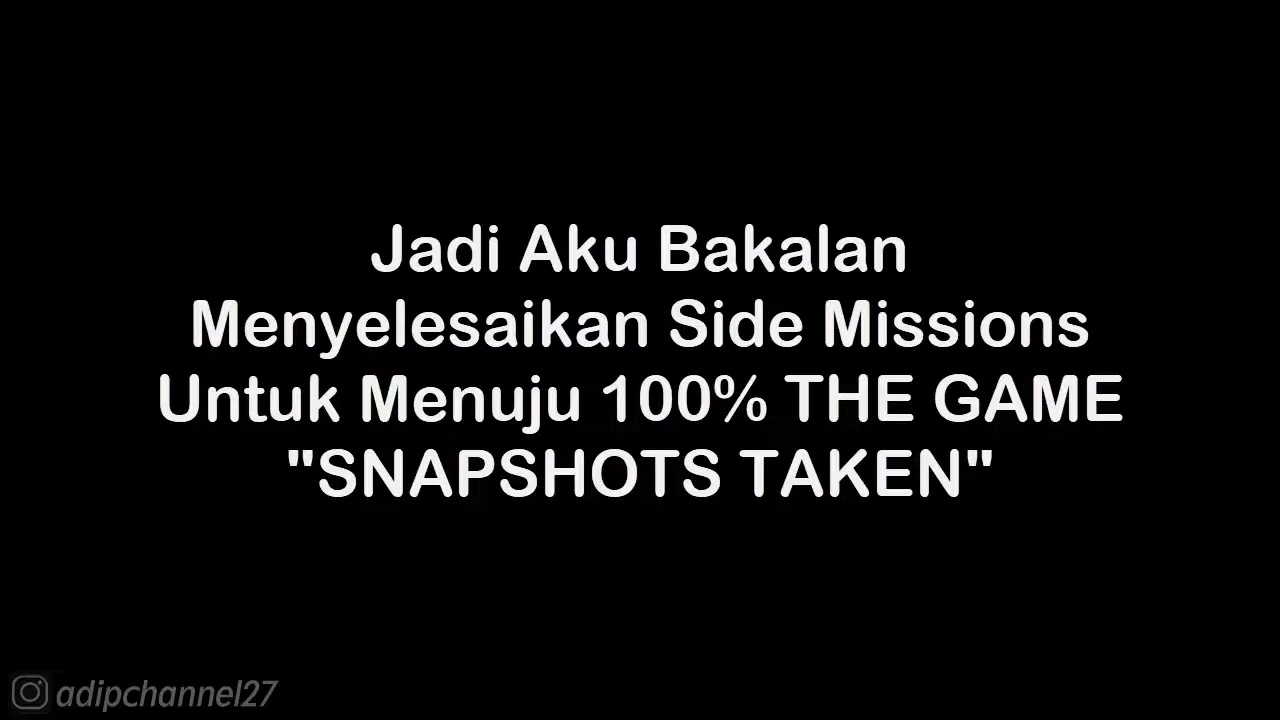 Jadi Aku Bakalan
Menyelesaikan Side Missions
Untuk Menuju 100% THE GAME
"SNAPSHOTS TAKEN"
adipchannel27